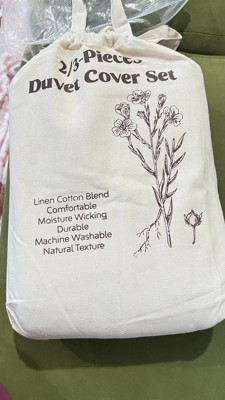 2/3-Pieces
Duvet Cover Set
Linen Cotton Blend
Comfortable
Moisture Wicking
Durable
Machine Washable
Natural Texture